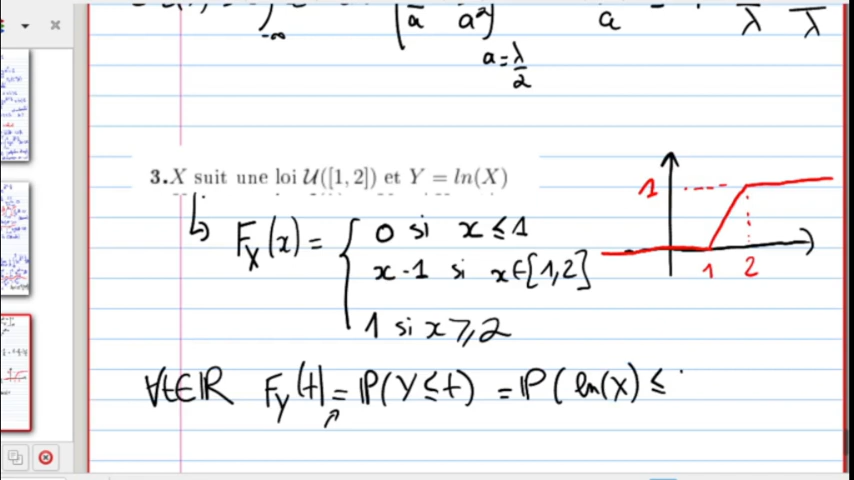 a a² a λ λ
a = λ/2
3. X suit une loi U([1, 2]) et Y = ln(X)
F_X(x) = { 0 si x ≤ 1
x - 1 si x ∈ [1,2]
1 si x ≥ 2
1
1 2
∀t∈ℝ F_Y(t) = ℙ(Y ≤ t) = ℙ( ln(X) ≤